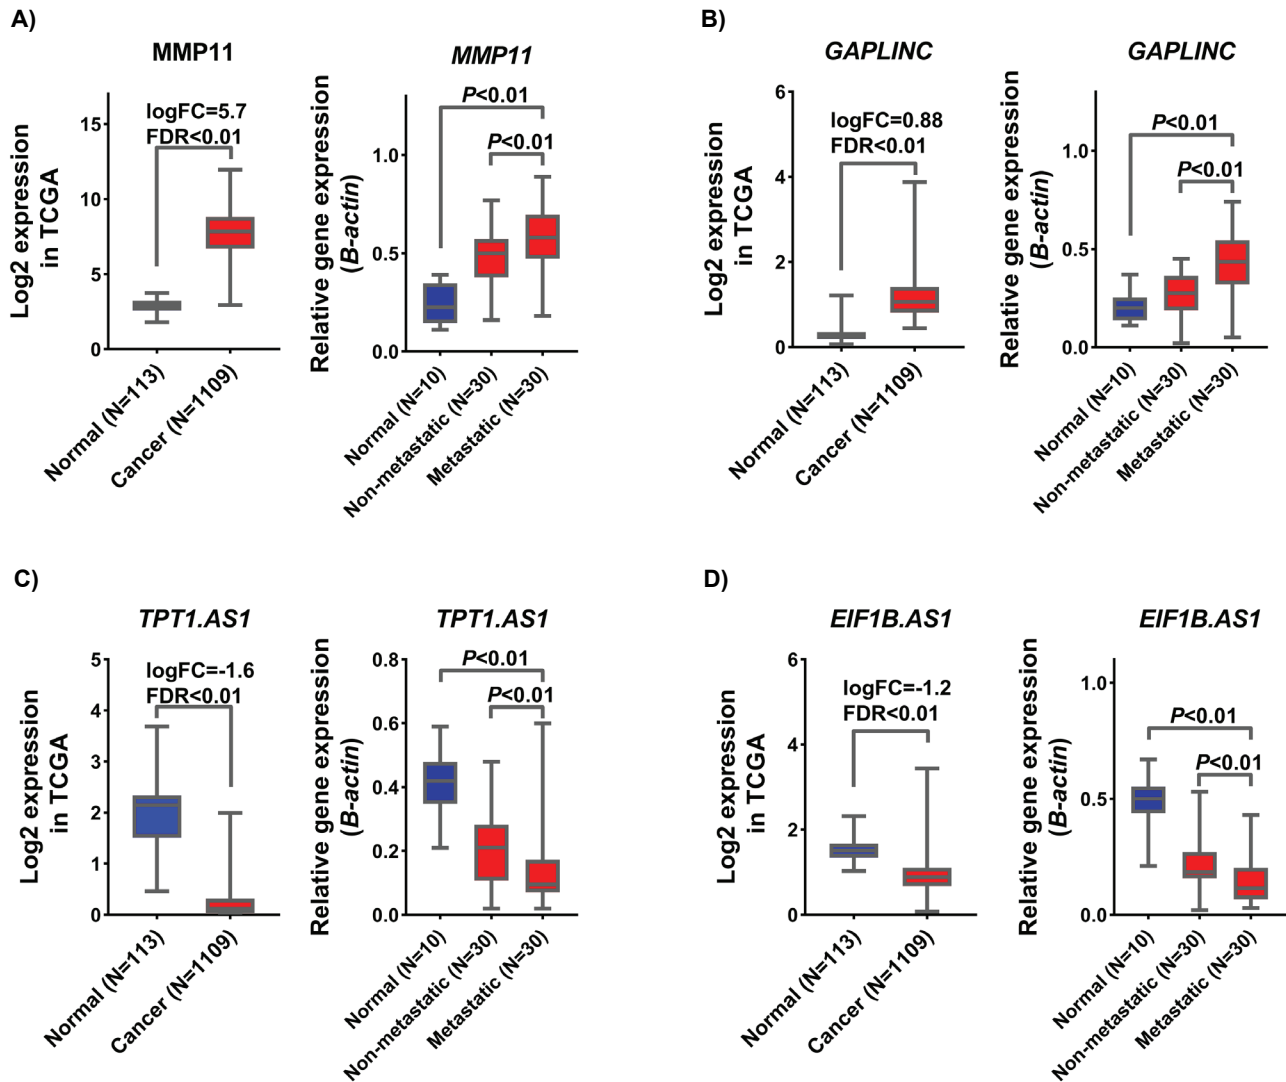 A)
MMP11
Log2 expression
in TCGA
15
10
5
0
logFC=5.7
FDR<0.01
Normal (N=113)
Cancer (N=1109)
MMP11
Relative gene expression
(B-actin)
1.0
0.5
0.0
P<0.01
P<0.01
Normal (N=10)
Non-metastatic (N=30)
Metastatic (N=30)
B)
GAPLINC
Log2 expression
in TCGA
6
4
2
0
logFC=0.88
FDR<0.01
Normal (N=113)
Cancer (N=1109)
GAPLINC
Relative gene expression
(B-actin)
1.0
0.5
0.0
P<0.01
P<0.01
Normal (N=10)
Non-metastatic (N=30)
Metastatic (N=30)
C)
TPT1.AS1
Log2 expression
in TCGA
5
4
3
2
1
0
logFC=-1.6
FDR<0.01
Normal (N=113)
Cancer (N=1109)
TPT1.AS1
Relative gene expression
(B-actin)
0.8
0.6
0.4
0.2
0.0
P<0.01
P<0.01
Normal (N=10)
Non-metastatic (N=30)
Metastatic (N=30)
D)
EIF1B.AS1
Log2 expression
in TCGA
6
4
2
0
logFC=-1.2
FDR<0.01
Normal (N=113)
Cancer (N=1109)
EIF1B.AS1
Relative gene expression
(B-actin)
1.0
0.5
0.0
P<0.01
P<0.01
Normal (N=10)
Non-metastatic (N=30)
Metastatic (N=30)